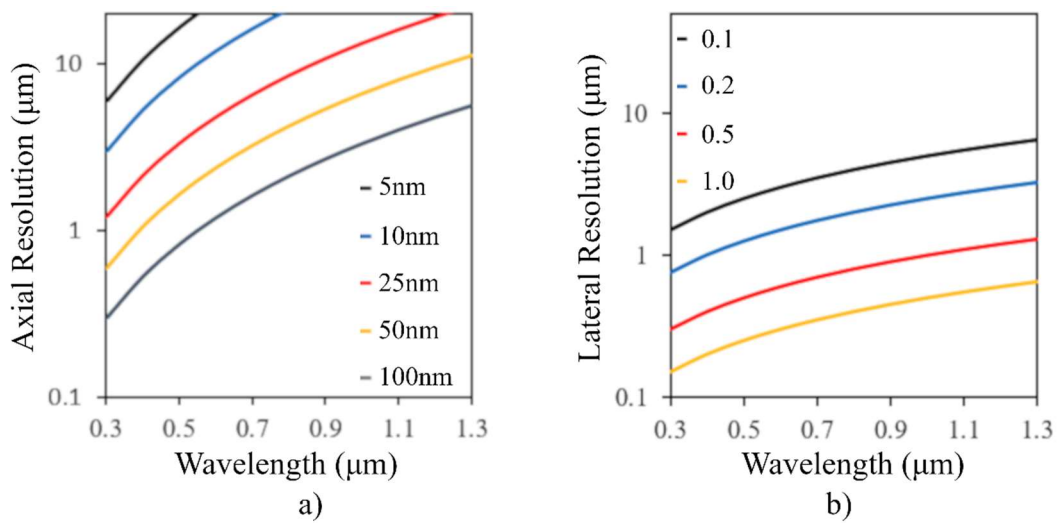 Axial Resolution (μm)
10
1
0.1
5nm
10nm
25nm
50nm
100nm
0.3 0.5 0.7 0.9 1.1 1.3
Wavelength (μm)
a)
Lateral Resolution (μm)
10
1
0.1
0.1
0.2
0.5
1.0
0.3 0.5 0.7 0.9 1.1 1.3
Wavelength (μm)
b)